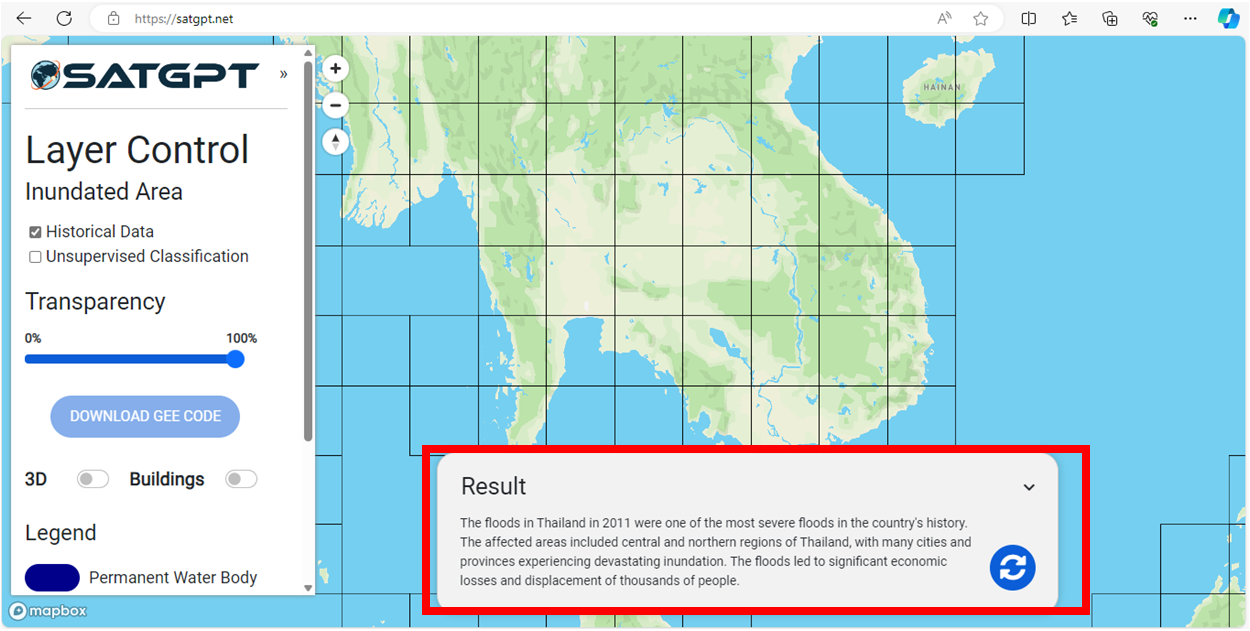 https://satgpt.net
SATGPT
»
Layer Control
Inundated Area
Historical Data
Unsupervised Classification
Transparency
0% 100%
DOWNLOAD GEE CODE
3D Buildings
Legend
Permanent Water Body
mapbox
HAINAN
Result
The floods in Thailand in 2011 were one of the most severe floods in the country's history.
The affected areas included central and northern regions of Thailand, with many cities and
provinces experiencing devastating inundation. The floods led to significant economic
losses and displacement of thousands of people.